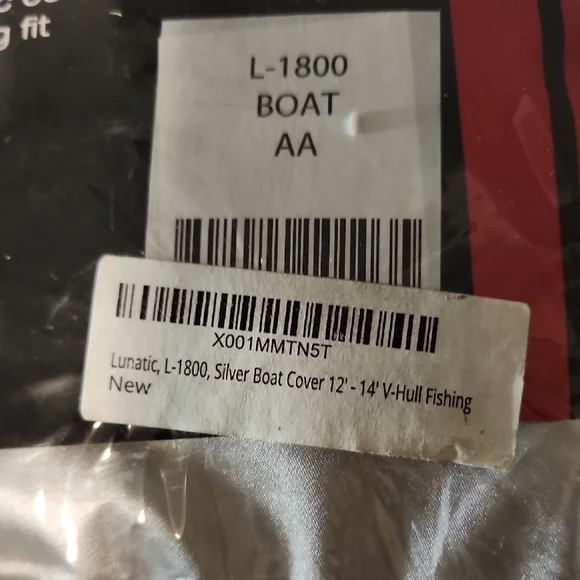 g fit
L-1800
BOAT
AA
X001MMTN5T
Lunatic, L-1800, Silver Boat Cover 12' - 14' V-Hull Fishing
New